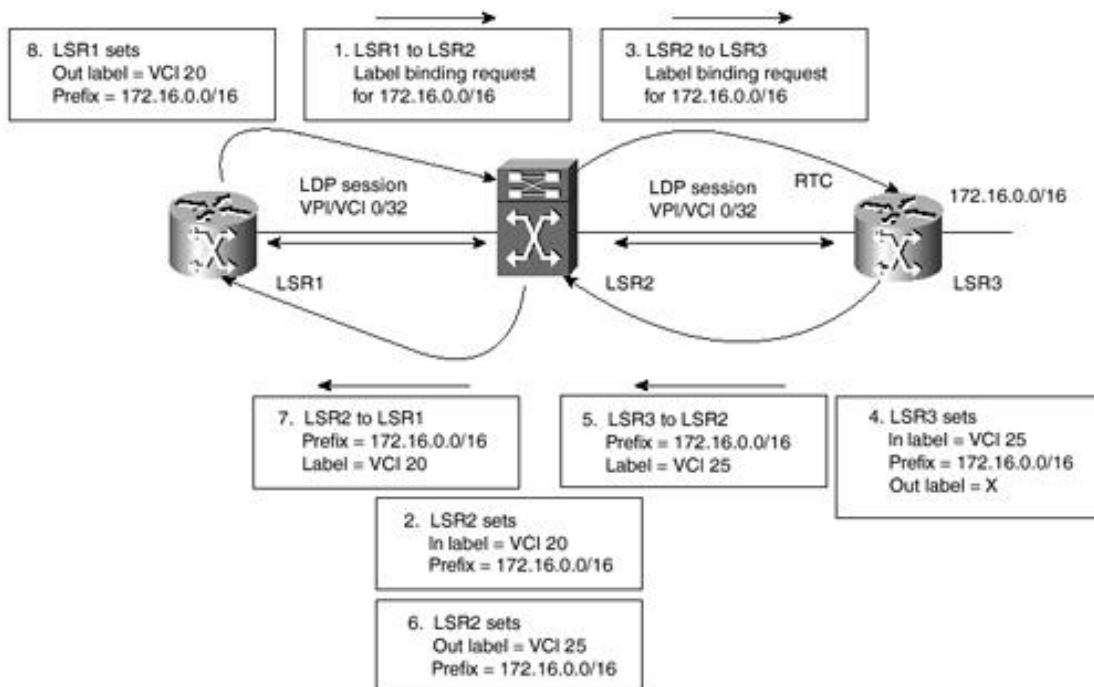 8. LSR1 sets
Out label = VCI 20
Prefix = 172.16.0.0/16
1. LSR1 to LSR2
Label binding request
for 172.16.0.0/16
3. LSR2 to LSR3
Label binding request
for 172.16.0.0/16
LDP session
VPI/VCI 0/32
LDP session
VPI/VCI 0/32
RTC
172.16.0.0/16
LSR1
LSR2
LSR3
7. LSR2 to LSR1
Prefix = 172.16.0.0/16
Label = VCI 20
5. LSR3 to LSR2
Prefix = 172.16.0.0/16
Label = VCI 25
4. LSR3 sets
In label = VCI 25
Prefix = 172.16.0.0/16
Out label = X
2. LSR2 sets
In label = VCI 20
Prefix = 172.16.0.0/16
6. LSR2 sets
Out label = VCI 25
Prefix = 172.16.0.0/16